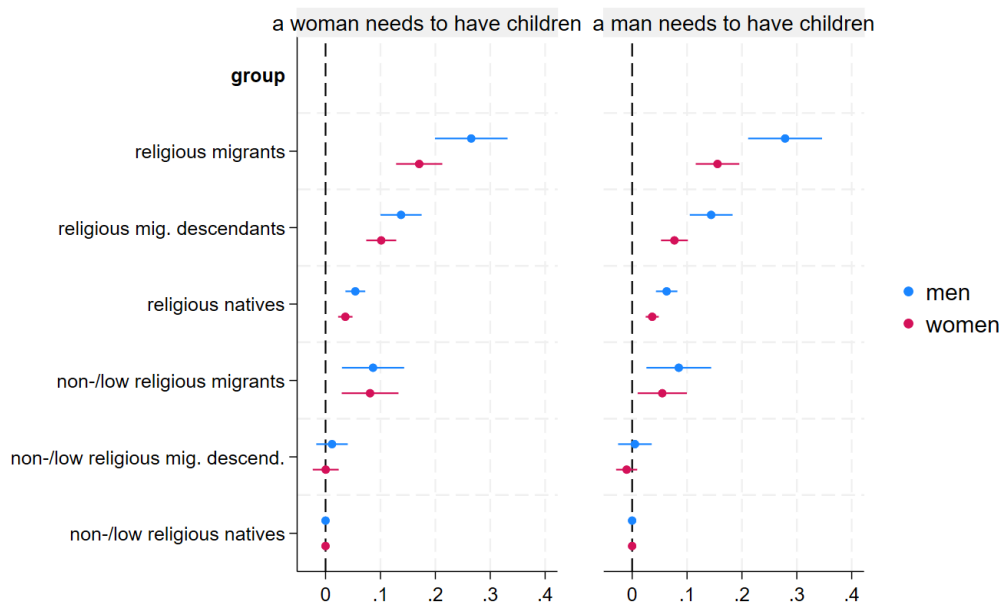 a woman needs to have children
a man needs to have children
group
religious migrants
religious mig. descendants
religious natives
non-/low religious migrants
non-/low religious mig. descend.
non-/low religious natives
0 .1 .2 .3 .4
0 .1 .2 .3 .4
men
women